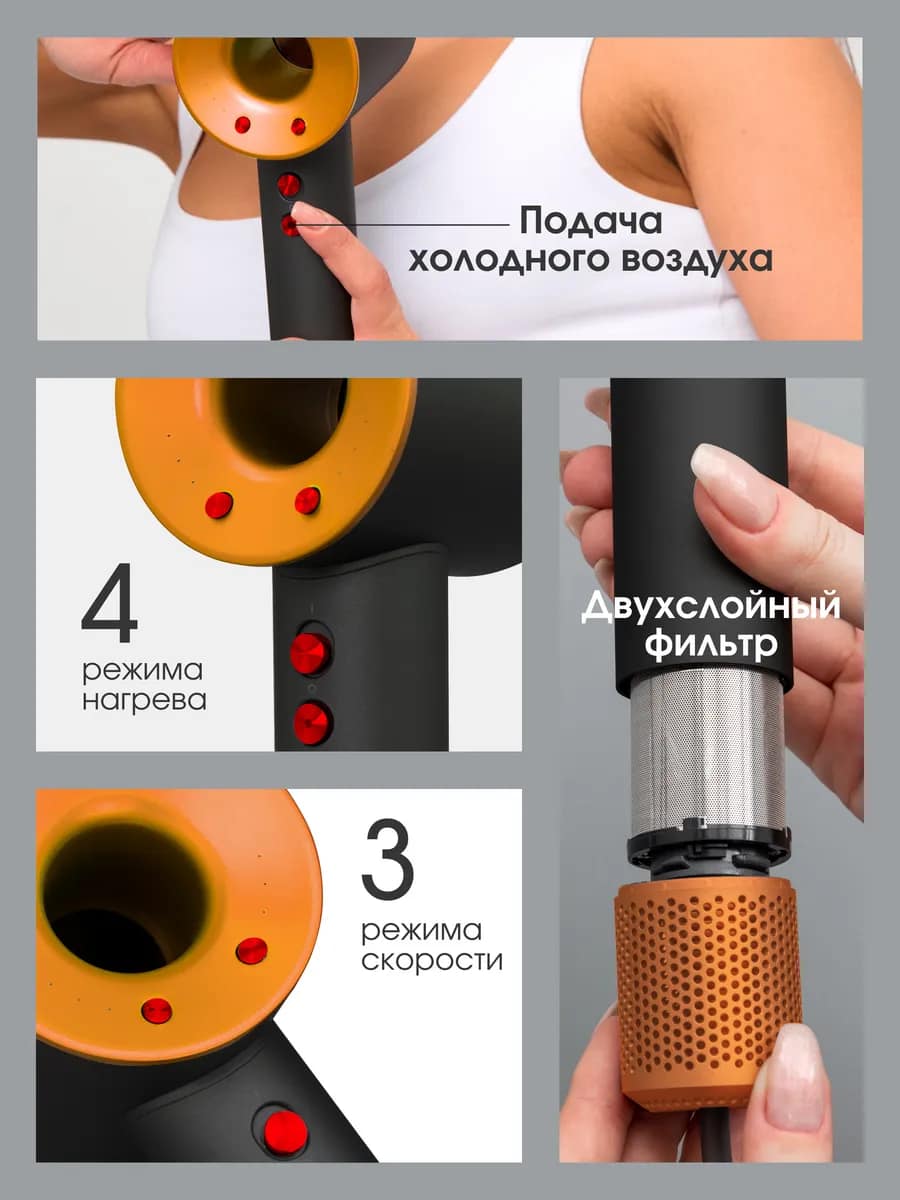 Подача
холодного воздуха
4
режима
нагрева
Двухслойный
фильтр
3
режима
скорости